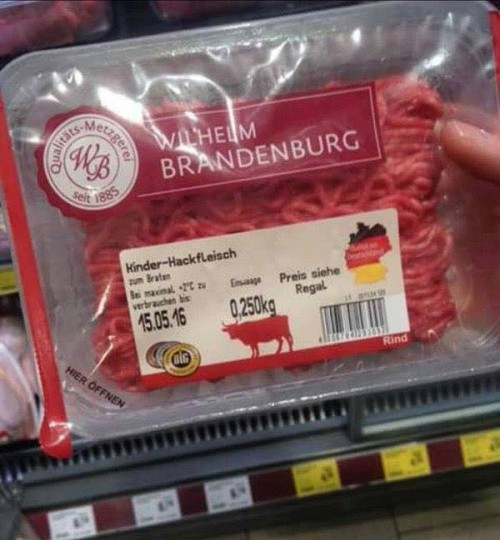 Qualitäts-Metzgerei
WB
seit 1885
WILHELM
BRANDENBURG
Kinder-Hackfleisch
zum Braten
Bei maximal +2°C zu
verbrauchen bis:
15.05.16
Einwaage
0,250kg
Preis siehe
Regal
DLG
Rind
HIER ÖFFNEN